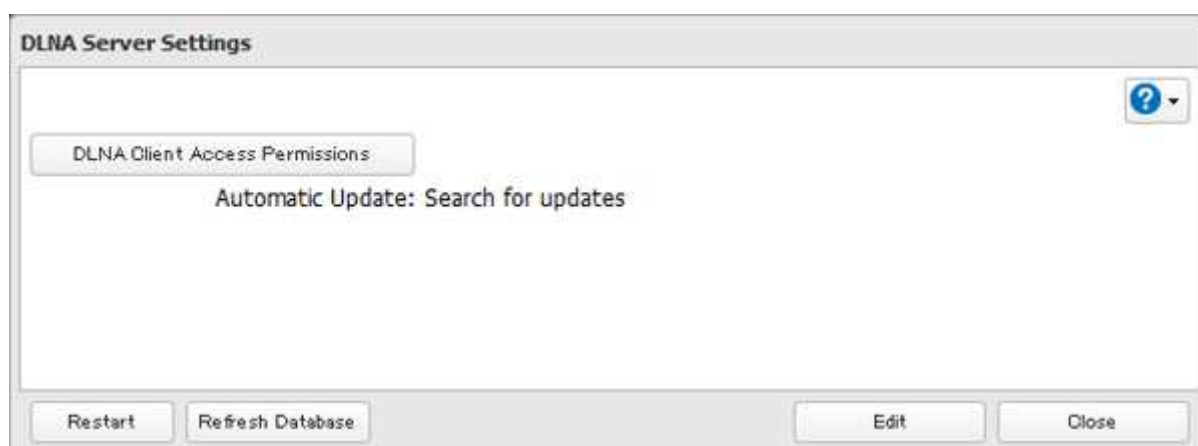 DLNA Server Settings
DLNA Client Access Permissions
Automatic Update: Search for updates
Restart Refresh Database Edit Close